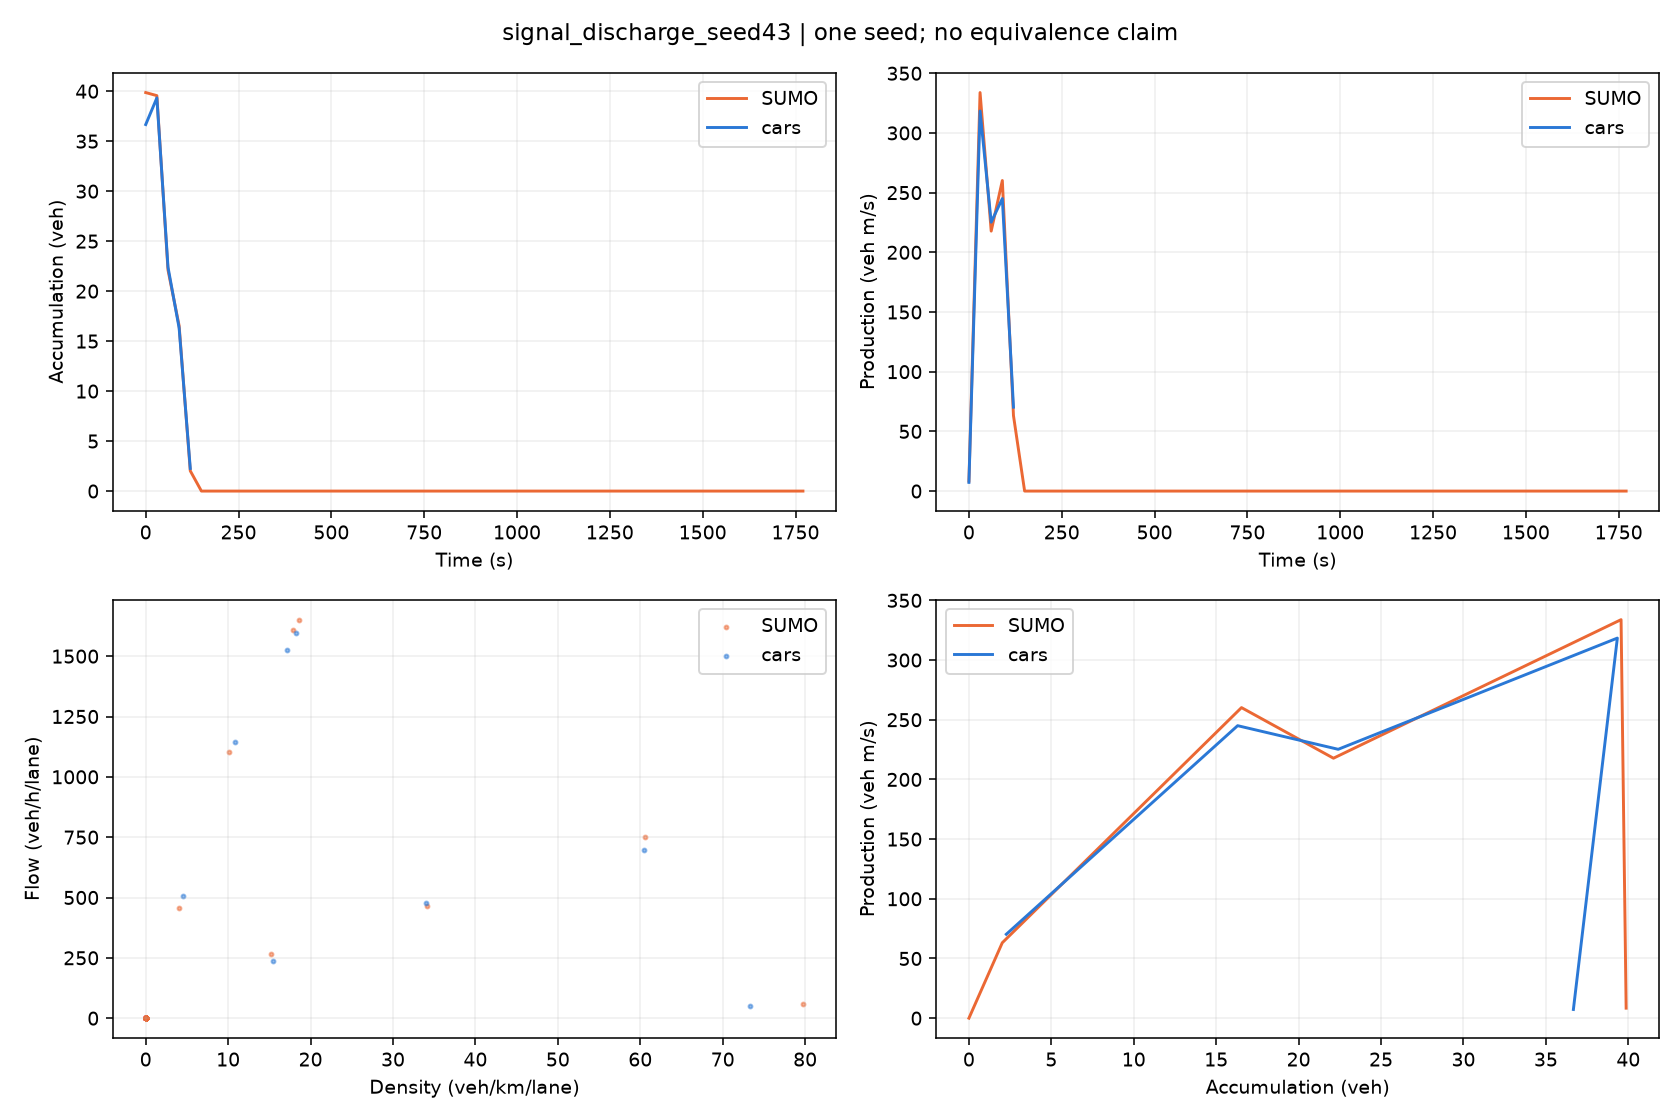 signal_discharge_seed43 | one seed; no equivalence claim
40
35
30
25
20
15
10
5
0
Accumulation (veh)
SUMO
cars
0 250 500 750 1000 1250 1500 1750
Time (s)
350
300
250
200
150
100
50
0
Production (veh m/s)
SUMO
cars
0 250 500 750 1000 1250 1500 1750
Time (s)
1500
1250
1000
750
500
250
0
Flow (veh/h/lane)
SUMO
cars
0 10 20 30 40 50 60 70 80
Density (veh/km/lane)
350
300
250
200
150
100
50
0
Production (veh m/s)
SUMO
cars
0 5 10 15 20 25 30 35 40
Accumulation (veh)